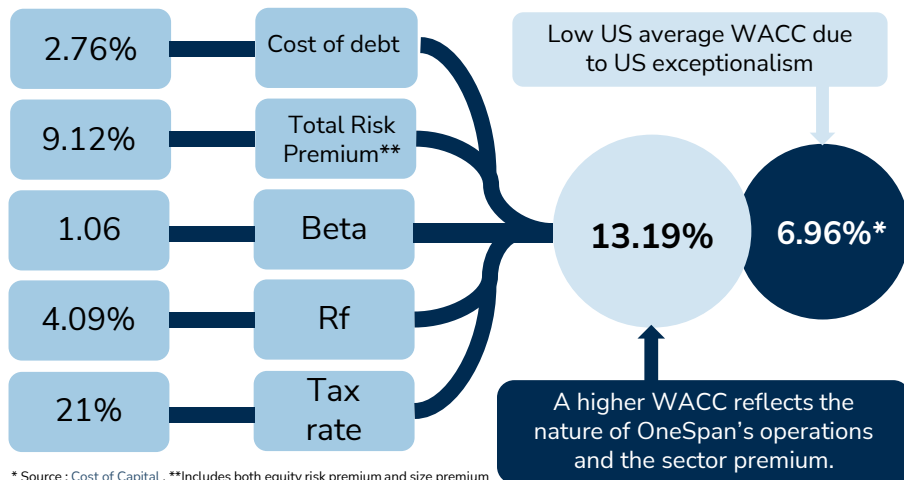 2.76%
Cost of debt
9.12%
Total Risk
Premium**
1.06
Beta
4.09%
Rf
21%
Tax
rate
Low US average WACC due
to US exceptionalism
13.19%
6.96%*
A higher WACC reflects the
nature of OneSpan’s operations
and the sector premium.
* Source : Cost of Capital . **Includes both equity risk premium and size premium